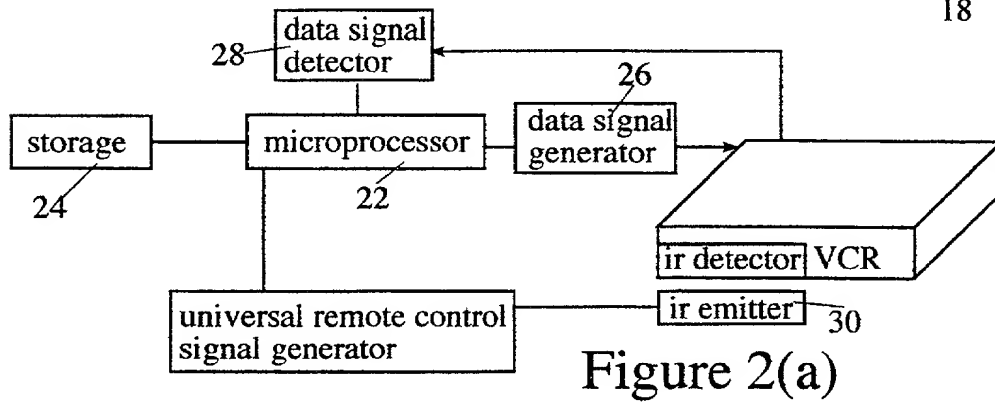 18
data signal
detector
28
26
storage
microprocessor
data signal
generator
24
22
ir detector
VCR
universal remote control
signal generator
ir emitter
30
Figure 2(a)